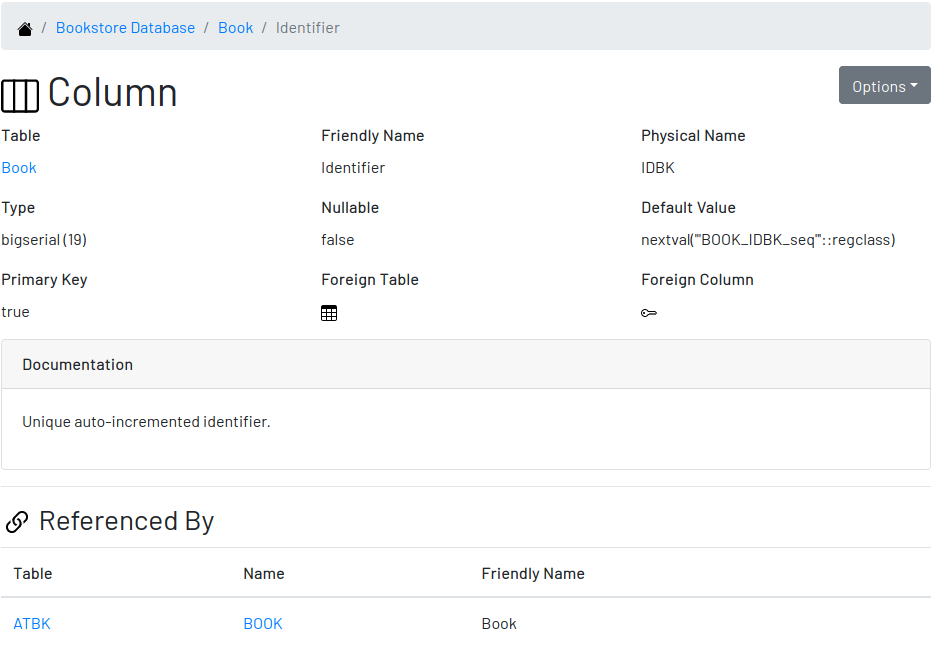 / Bookstore Database / Book / Identifier
Column
Options
Table Friendly Name Physical Name
Book Identifier IDBK
Type Nullable Default Value
bigserial (19) false nextval('"BOOK_IDBK_seq"'::regclass)
Primary Key Foreign Table Foreign Column
true
Documentation
Unique auto-incremented identifier.
Referenced By
Table Name Friendly Name
ATBK BOOK Book